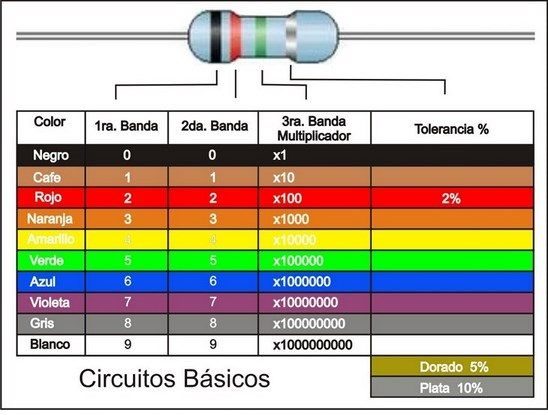 Color 1ra. Banda 2da. Banda 3ra. Banda Multiplicador Tolerancia %
Negro 0 0 x1
Cafe 1 1 x10
Rojo 2 2 x100 2%
Naranja 3 3 x1000
Amarillo 4 4 x10000
Verde 5 5 x100000
Azul 6 6 x1000000
Violeta 7 7 x10000000
Gris 8 8 x100000000
Blanco 9 9 x1000000000
Dorado 5%
Plata 10%
Circuitos Básicos